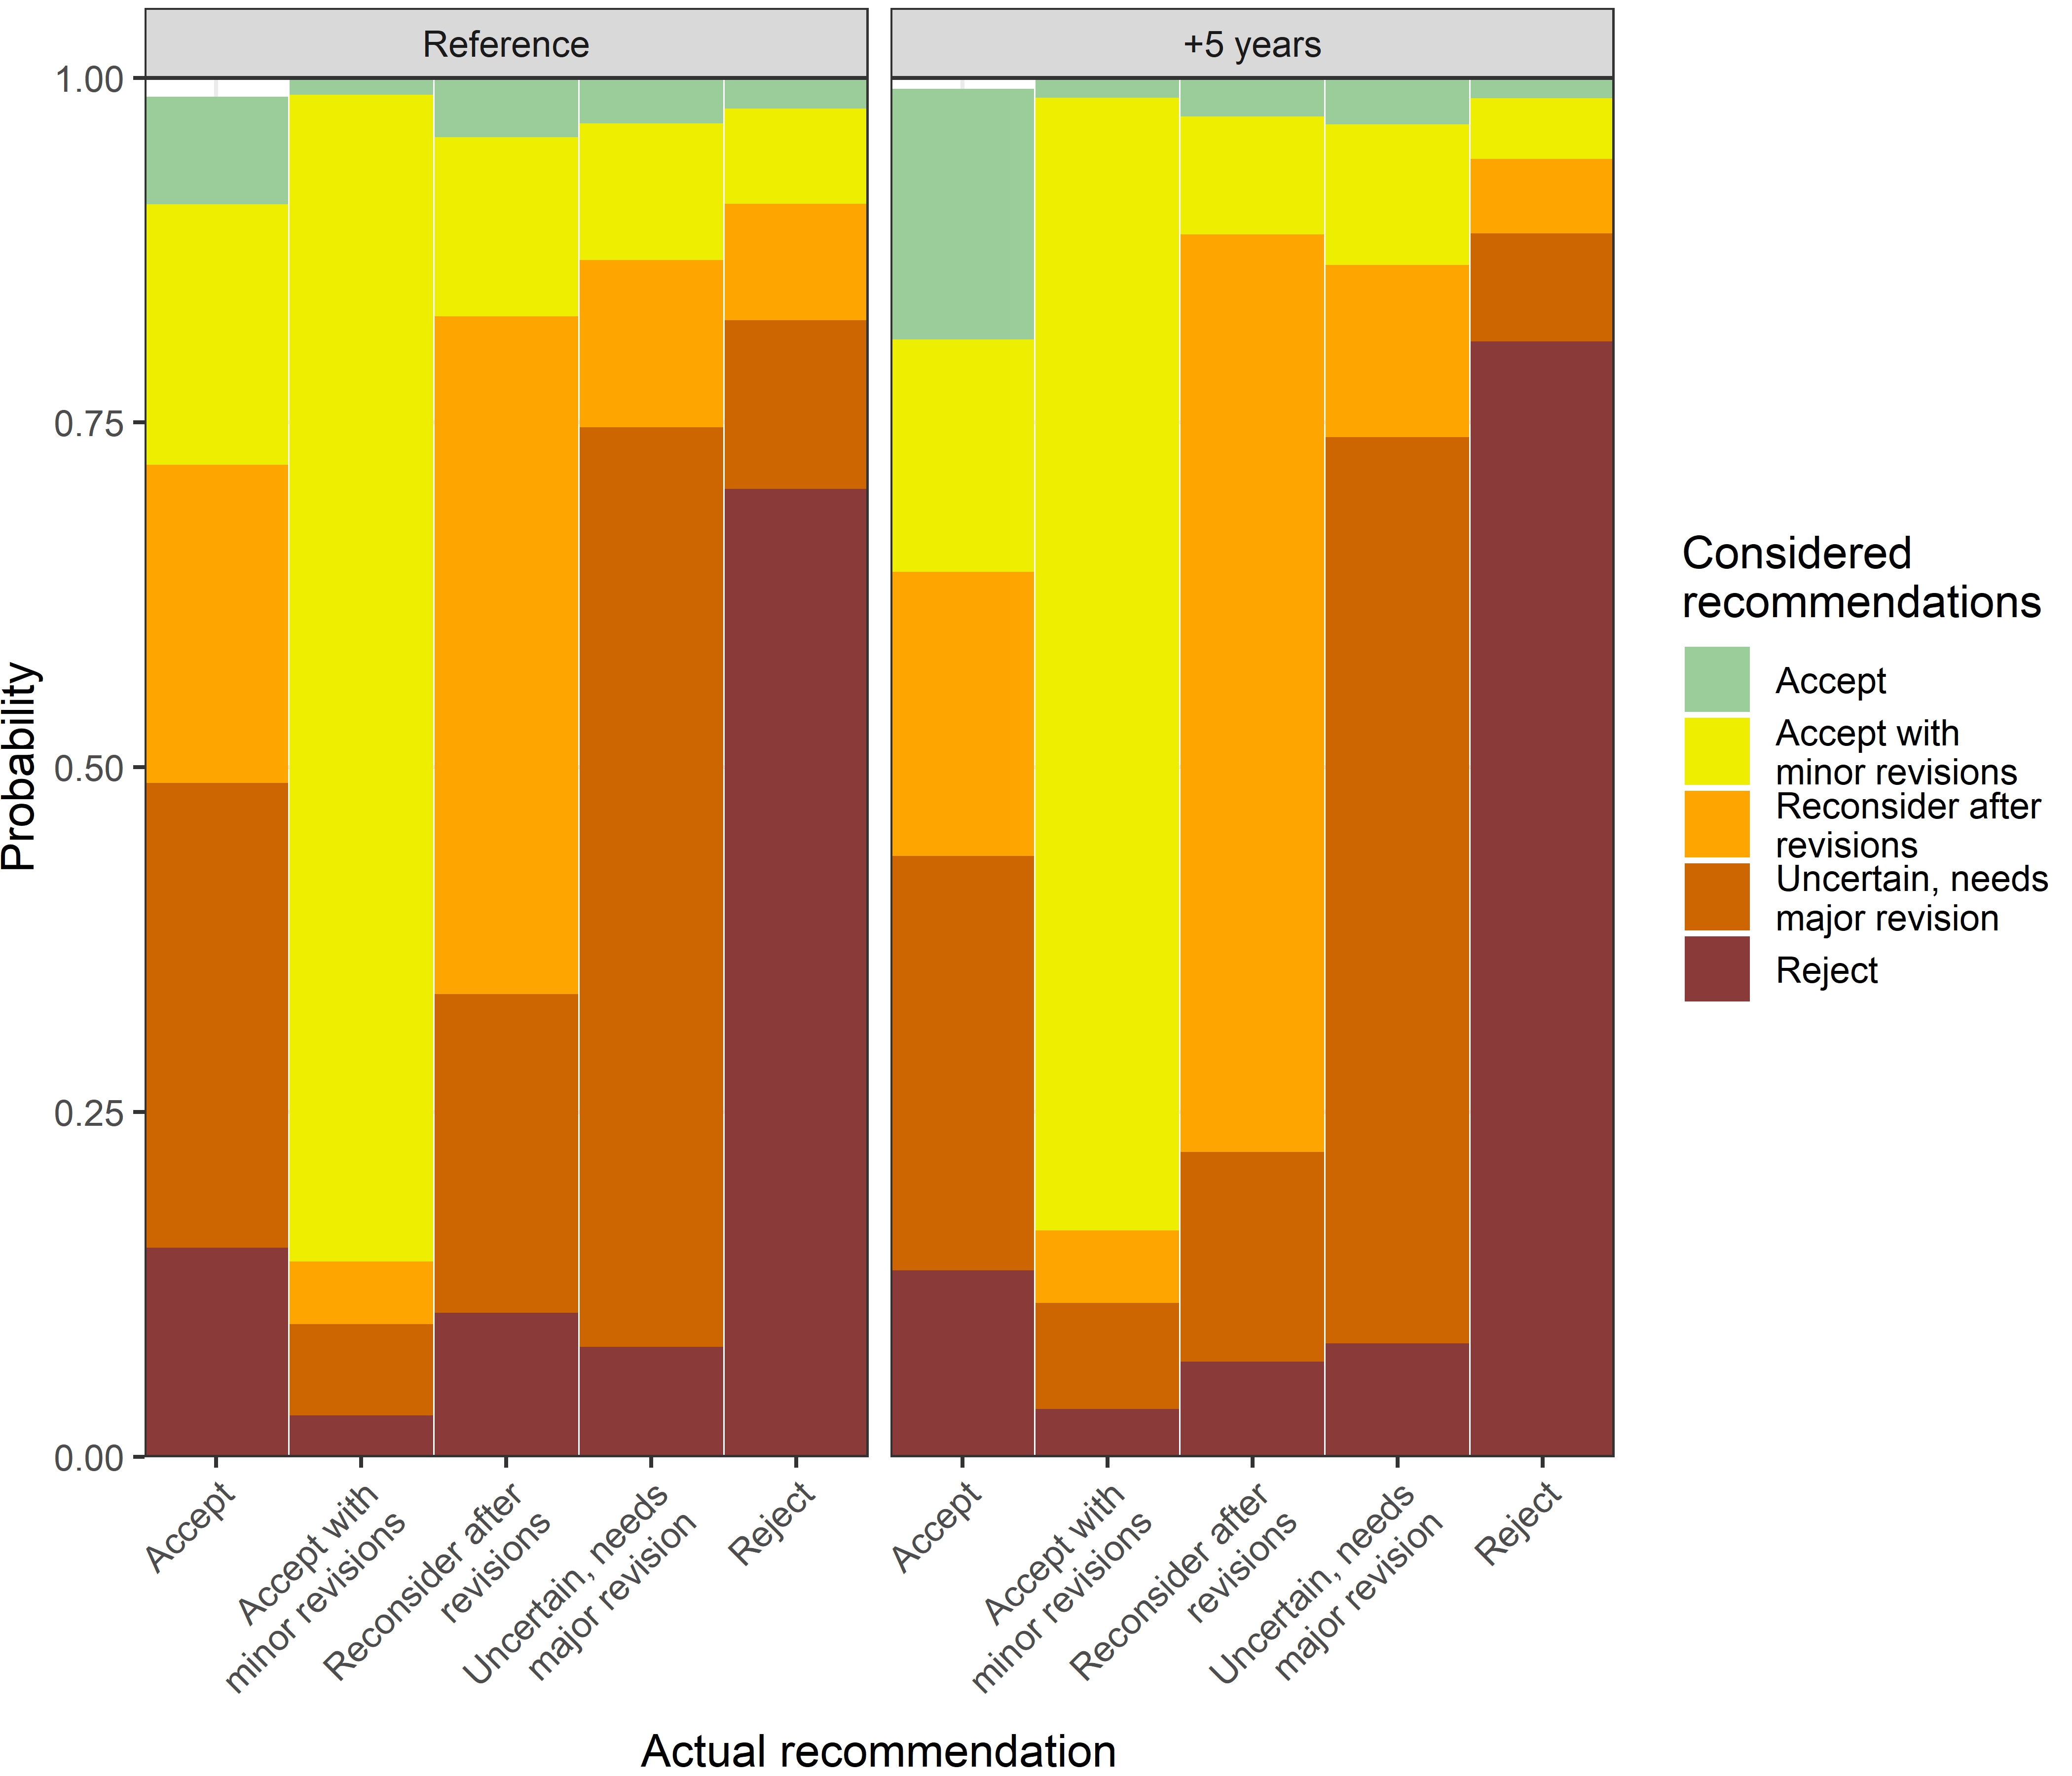 Reference
+5 years
1.00
0.75
0.50
0.25
0.00
Probability
Accept
Accept with
minor revisions
Reconsider after
revisions
Uncertain, needs
major revision
Reject
Accept
Accept with
minor revisions
Reconsider after
revisions
Uncertain, needs
major revision
Reject
Actual recommendation
Considered
recommendations
Accept
Accept with
minor revisions
Reconsider after
revisions
Uncertain, needs
major revision
Reject